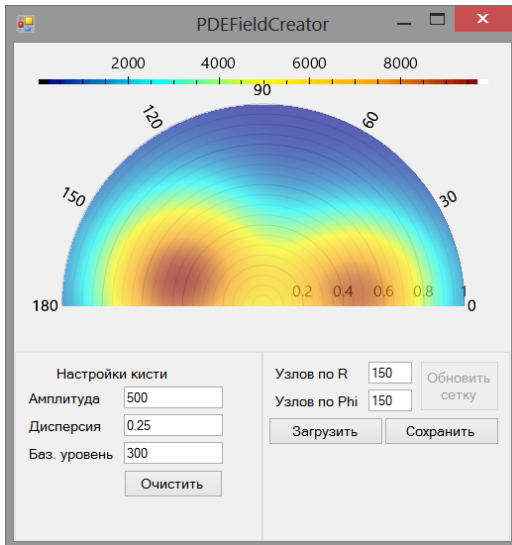 PDEFieldCreator
2000 4000 6000 8000
90
120 60
150 30
0.2 0.4 0.6 0.8 1
180 0
Настройки кисти
Амплитуда 500
Дисперсия 0.25
Баз. уровень 300
Очистить
Узлов по R 150
Узлов по Phi 150
Обновить
сетку
Загрузить Сохранить